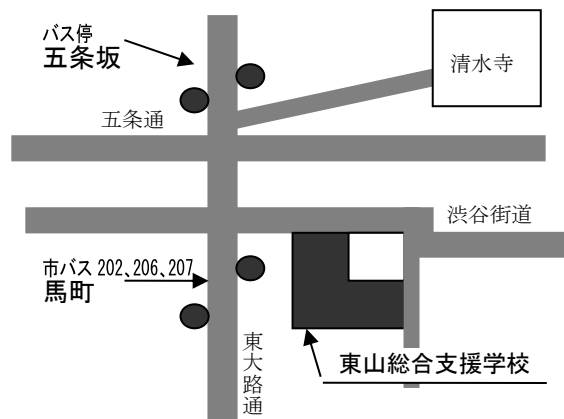 バス停
五条坂
清水寺
五条通
渋谷街道
市バス 202、206、207
馬町
東大路通
東山総合支援学校